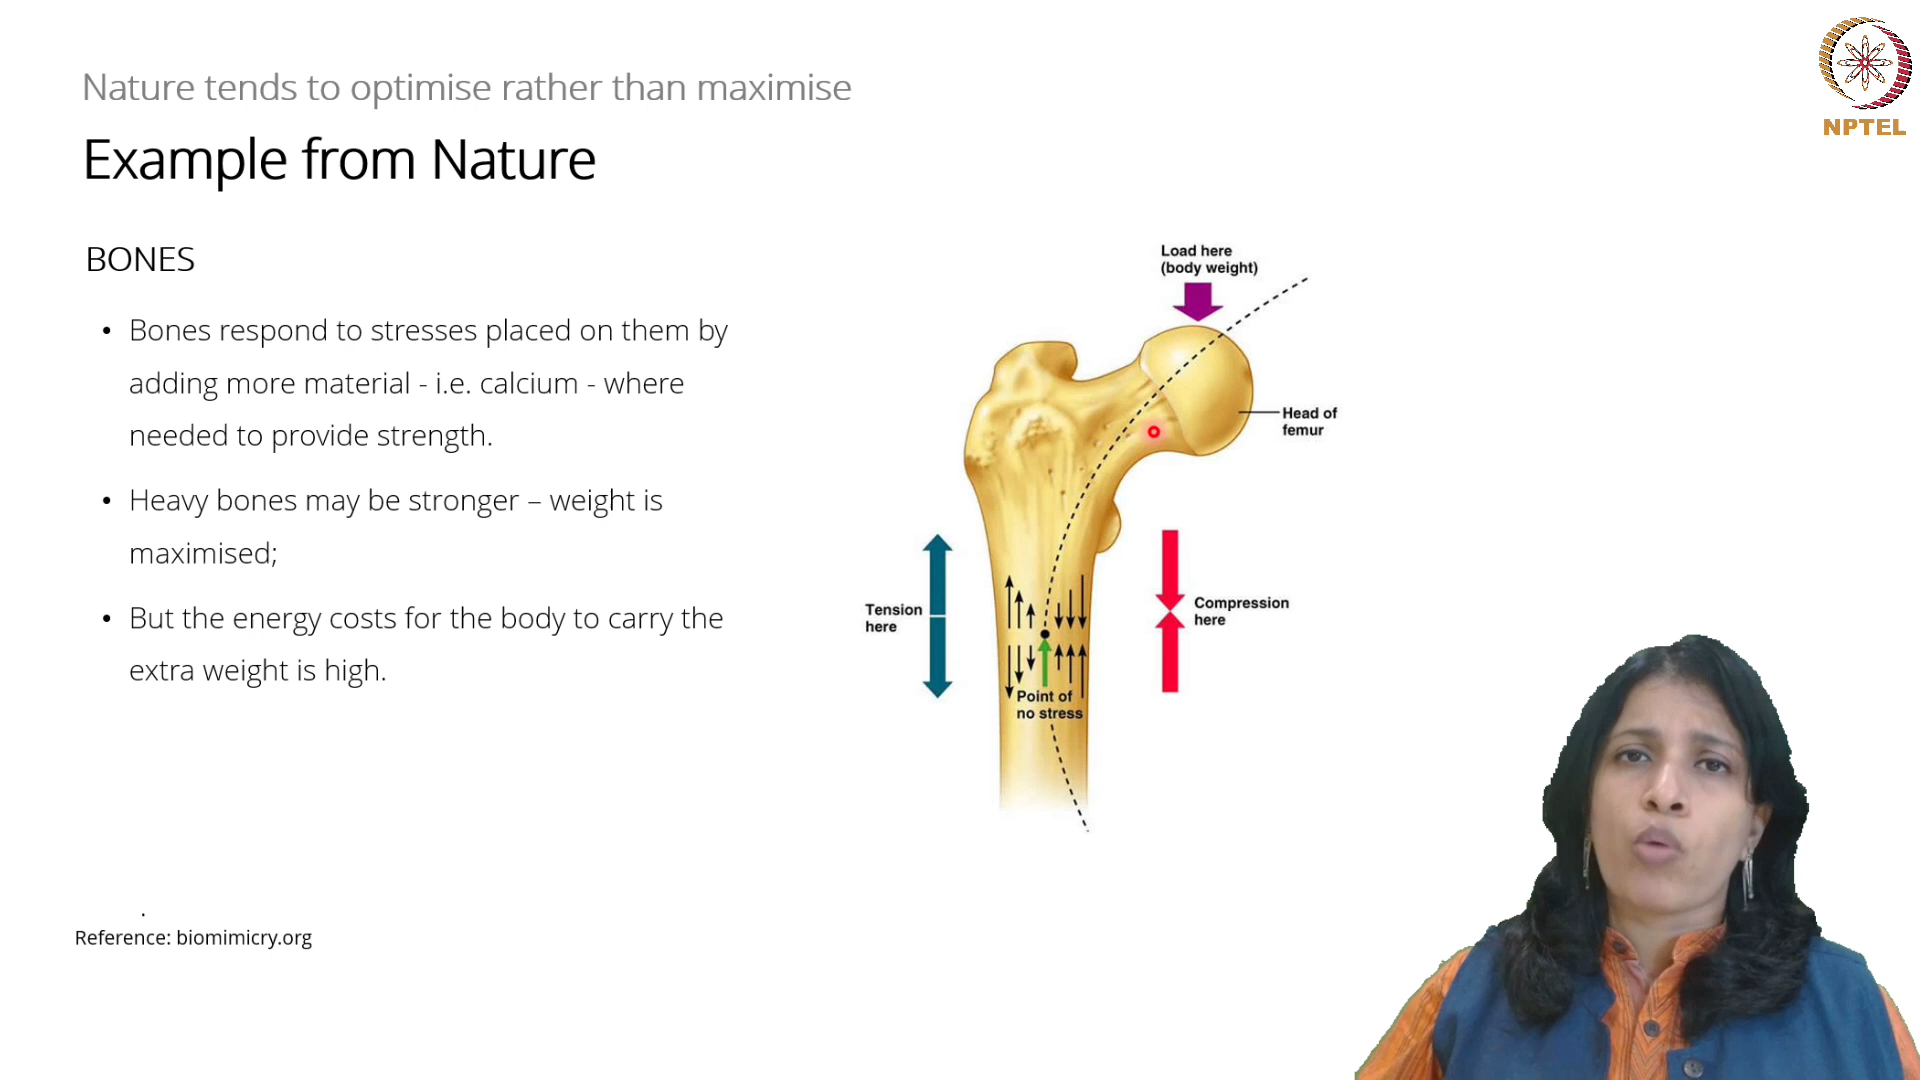 Nature tends to optimise rather than maximise
NPTEL
Example from Nature
BONES
• Bones respond to stresses placed on them by
adding more material - i.e. calcium - where
needed to provide strength.
• Heavy bones may be stronger – weight is
maximised;
• But the energy costs for the body to carry the
extra weight is high.
Load here
(body weight)
Head of
femur
Tension
here
Compression
here
Point of
no stress
.
Reference: biomimicry.org